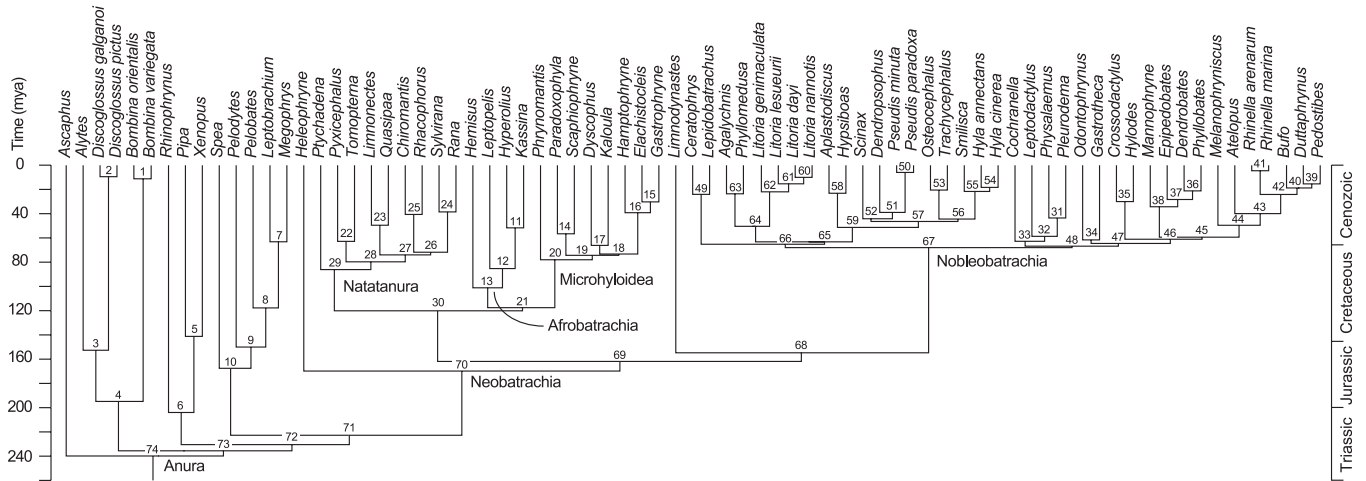 Ascaphus
Alytes
Discoglossus galganoi
Discoglossus pictus
Bombina orientalis
Bombina variegata
Rhinophrynus
Pipa
Xenopus
Spea
Pelodytes
Pelobates
Leptobrachium
Megophrys
Heleophryne
Ptychadena
Pyxicephalus
Tomopterna
Limnonectes
Quasipaa
Chiromantis
Rhacophorus
Sylvirana
Rana
Hemisus
Leptopelis
Hyperolius
Kassina
Phrynomantis
Paradoxophyla
Scaphiophryne
Dyscophus
Kaloula
Hamptophryne
Elachistocleis
Gastrophryne
Limnodynastes
Ceratophrys
Lepidobatrachus
Agalychnis
Phyllomedusa
Litoria genimaculata
Litoria lesueurii
Litoria dayi
Litoria nannotis
Aplastodiscus
Hypsiboas
Scinax
Dendropsophus
Pseudis minuta
Pseudis paradoxa
Osteocephalus
Trachycephalus
Smilisca
Hyla annectans
Hyla cinerea
Cochranella
Leptodactylus
Physalaemus
Pleurodema
Odontophrynus
Gastrotheca
Crossodactylus
Hylodes
Mannophryne
Epipedobates
Dendrobates
Phyllobates
Melanophryniscus
Atelopus
Rhinella arenarum
Rhinella marina
Bufo
Duttaphrynus
Pedostibes
Time (mya)
0
40
80
120
160
200
240
2
1
50
41
60
61
54
39
40
42
63
62
49
58
53
55
35
36
37
38
15
16
11
24
25
23
51
52
56
57
59
31
32
33
34
43
44
45
46
47
48
64
65
66
67
7
22
14
17
18
19
20
26
27
28
29
12
13
21
30
8
5
9
3
10
68
69
70
4
6
71
72
73
74
Natatanura
Microhyloidea
Nobleobatrachia
Afrobatrachia
Neobatrachia
Anura
Cenozoic
Cretaceous
Jurassic
Triassic